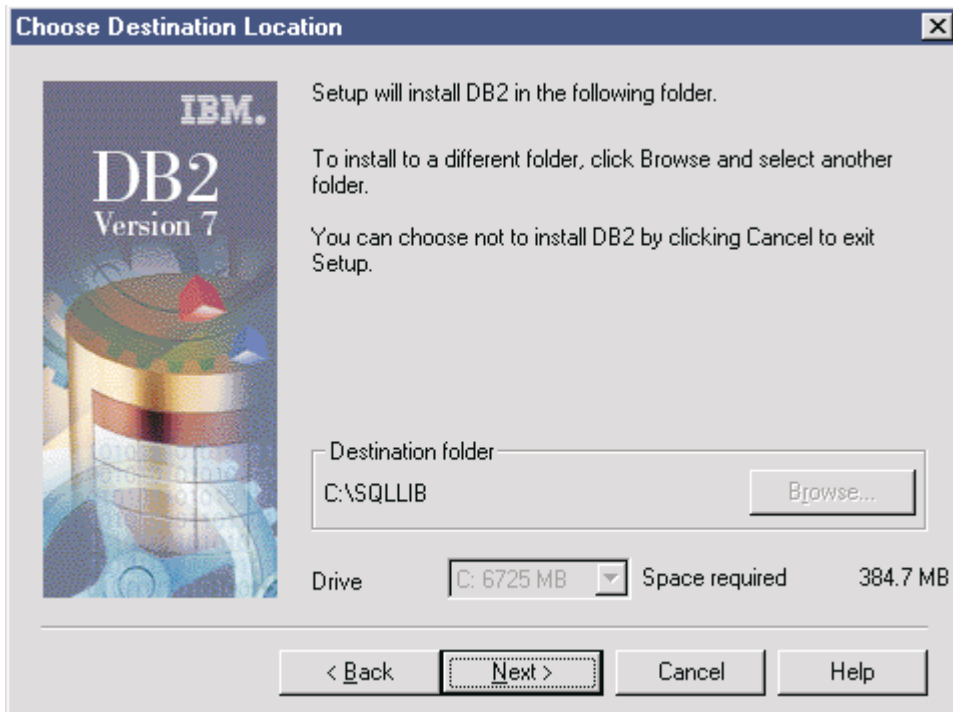 Choose Destination Location
IBM.
DB2
Version 7
Setup will install DB2 in the following folder.
To install to a different folder, click Browse and select another
folder.
You can choose not to install DB2 by clicking Cancel to exit
Setup.
Destination folder
C:\SQLLIB
Browse...
Drive
C: 6725 MB
Space required
384.7 MB
< Back
Next >
Cancel
Help